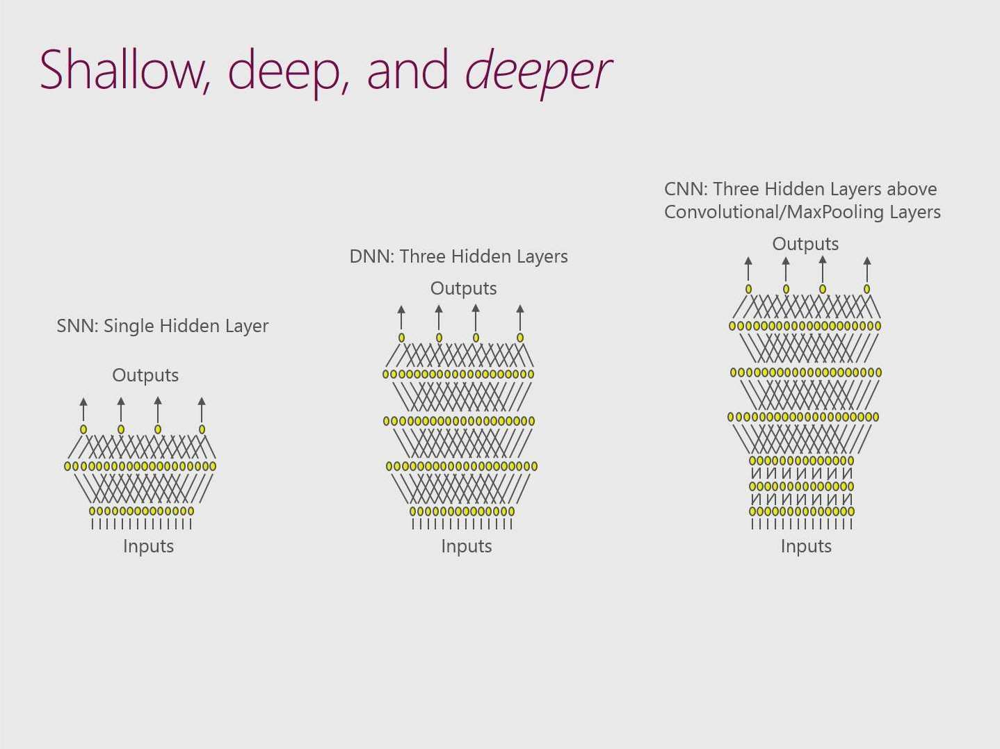 Shallow, deep, and deeper
SNN: Single Hidden Layer
Outputs
Inputs
DNN: Three Hidden Layers
Outputs
Inputs
CNN: Three Hidden Layers above
Convolutional/MaxPooling Layers
Outputs
Inputs